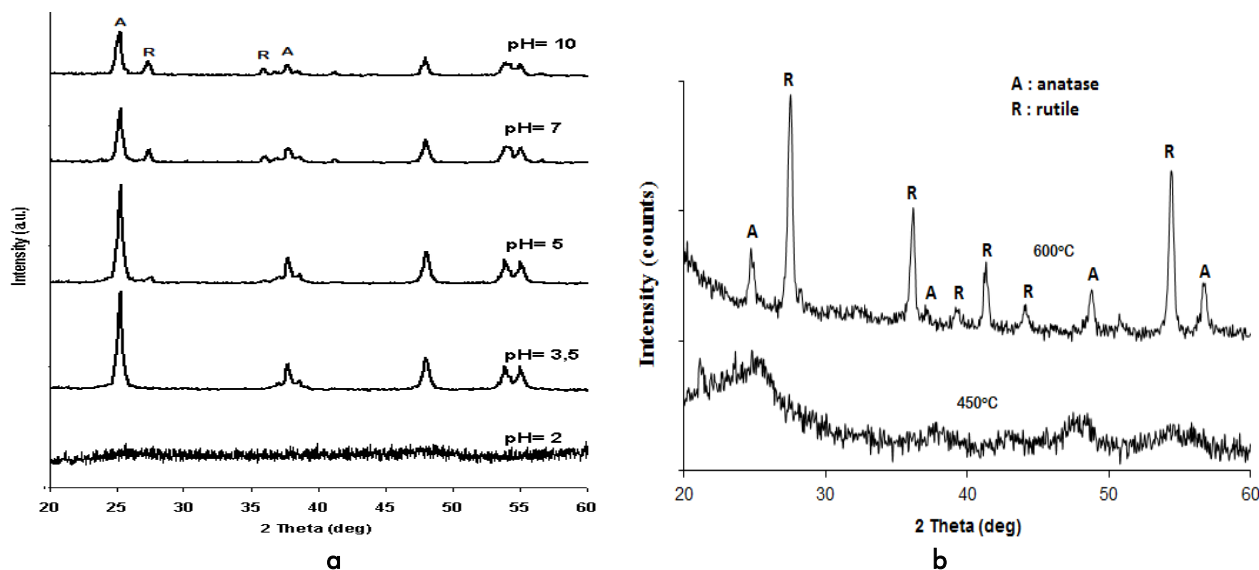 A
R
R
A
pH= 10
pH= 7
pH= 5
pH= 3,5
pH= 2
Intensity (a.u.)
20 25 30 35 40 45 50 55 60
2 Theta (deg)
a
A : anatase
R : rutile
R
R
R
A
A
R
R
R
A
A
600°C
450°C
Intensity (counts)
20 30 40 50 60
2 Theta (deg)
b